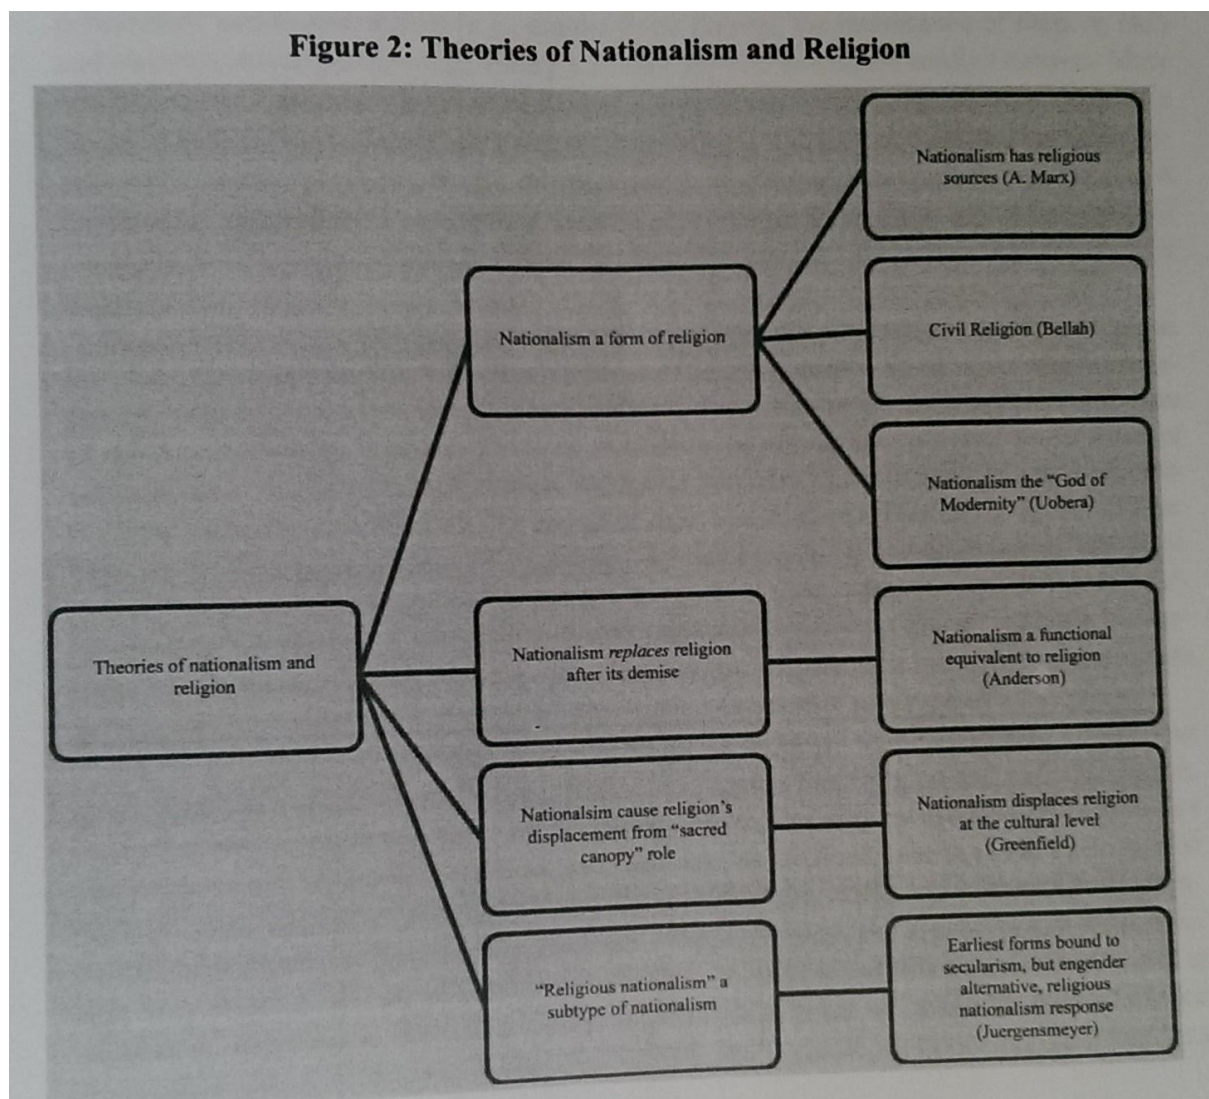 Figure 2: Theories of Nationalism and Religion
Nationalism has religious
sources (A. Marx)
Nationalism a form of religion
Civil Religion (Bellah)
Nationalism the “God of
Modernity” (Uobera)
Theories of nationalism and
religion
Nationalism replaces religion
after its demise
Nationalism a functional
equivalent to religion
(Anderson)
Nationalsim cause religion’s
displacement from “sacred
canopy” role
Nationalism displaces religion
at the cultural level
(Greenfield)
“Religious nationalism” a
subtype of nationalism
Earliest forms bound to
secularism, but engender
alternative, religious
nationalism response
(Juergensmeyer)